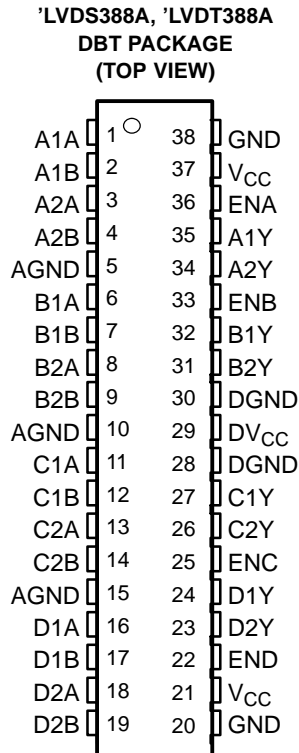 'LVDS388A, 'LVDT388A
DBT PACKAGE
(TOP VIEW)
A1A 1 38 GND
A1B 2 37 VCC
A2A 3 36 ENA
A2B 4 35 A1Y
AGND 5 34 A2Y
B1A 6 33 ENB
B1B 7 32 B1Y
B2A 8 31 B2Y
B2B 9 30 DGND
AGND 10 29 DVCC
C1A 11 28 DGND
C1B 12 27 C1Y
C2A 13 26 C2Y
C2B 14 25 ENC
AGND 15 24 D1Y
D1A 16 23 D2Y
D1B 17 22 END
D2A 18 21 VCC
D2B 19 20 GND